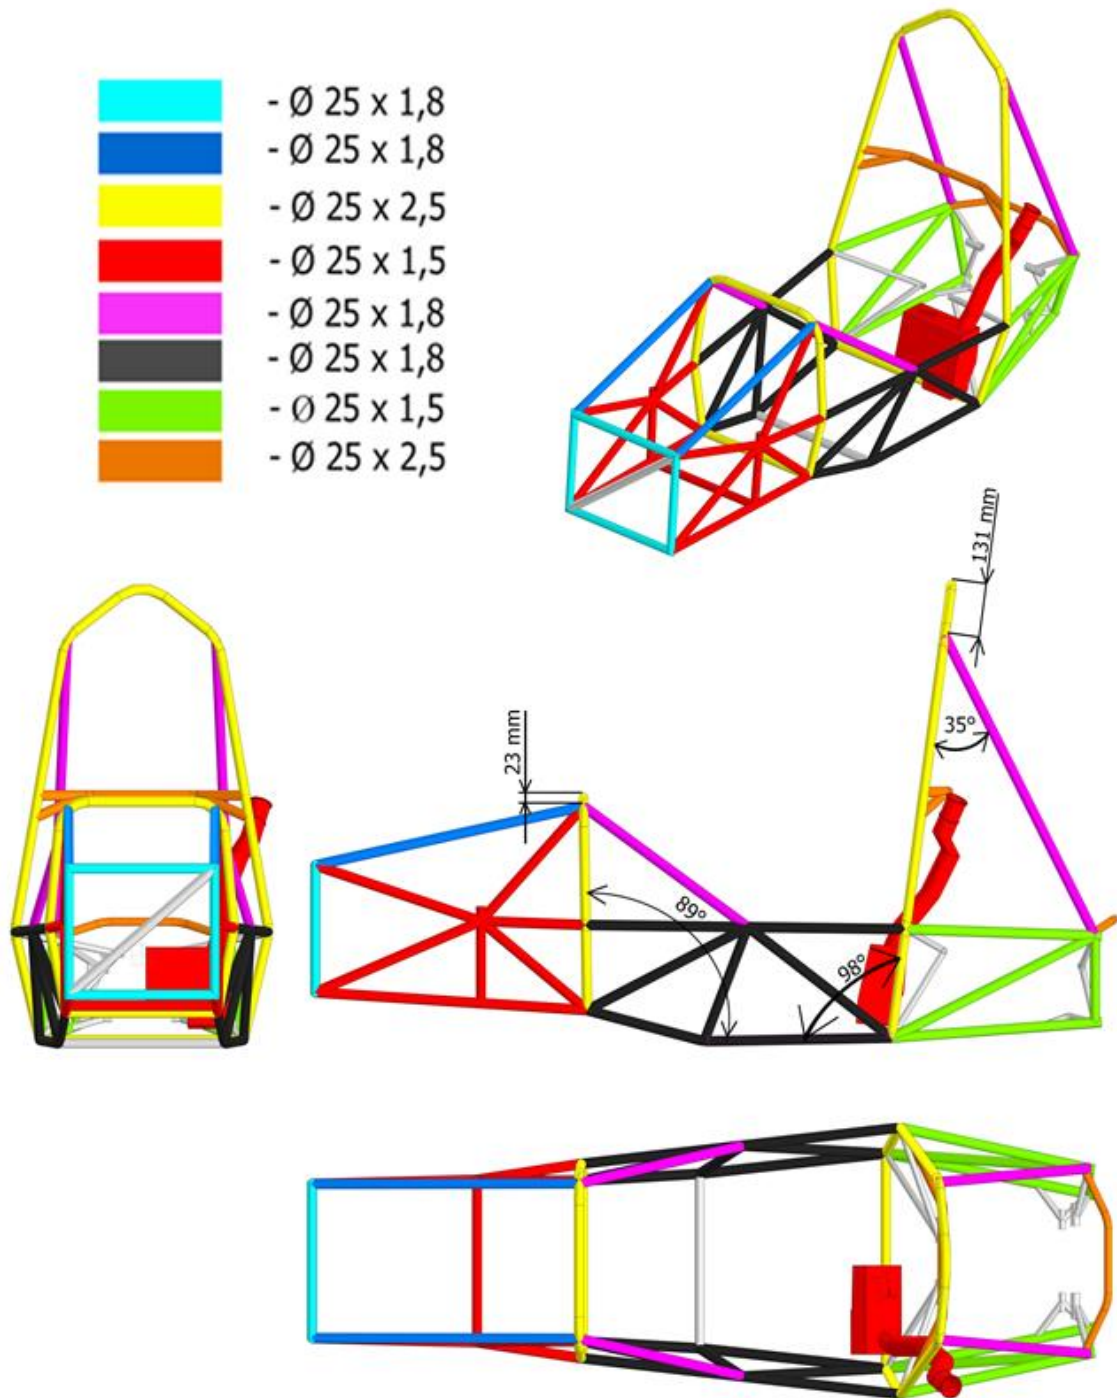 - Ø 25 x 1,8
- Ø 25 x 1,8
- Ø 25 x 2,5
- Ø 25 x 1,5
- Ø 25 x 1,8
- Ø 25 x 1,8
- Ø 25 x 1,5
- Ø 25 x 2,5
131 mm
23 mm
35°
89°
98°